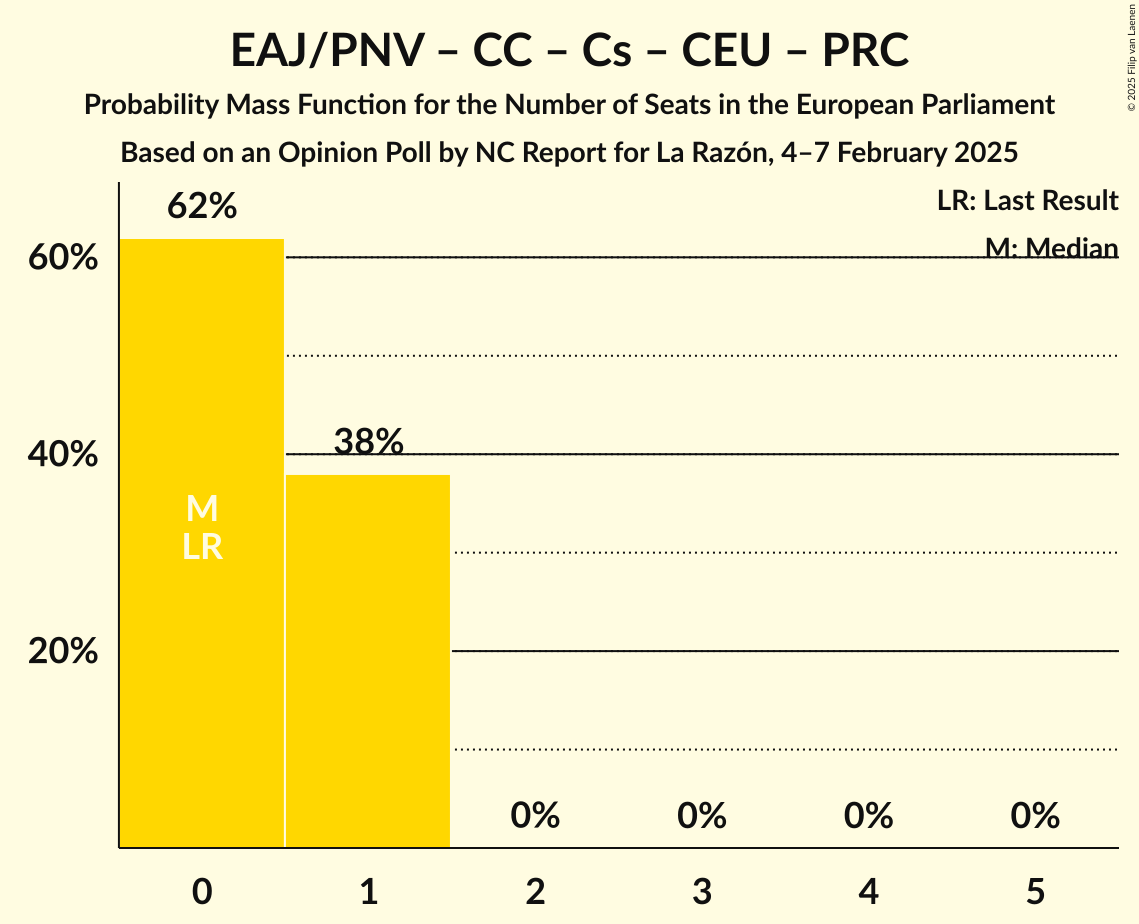 EAJ/PNV – CC – Cs – CEU – PRC
Probability Mass Function for the Number of Seats in the European Parliament
Based on an Opinion Poll by NC Report for La Razón, 4–7 February 2025
© 2025 Filip van Laenen
LR: Last Result
M: Median
62%
60%
38%
40%
M
LR
20%
0% 0% 0% 0%
0 1 2 3 4 5